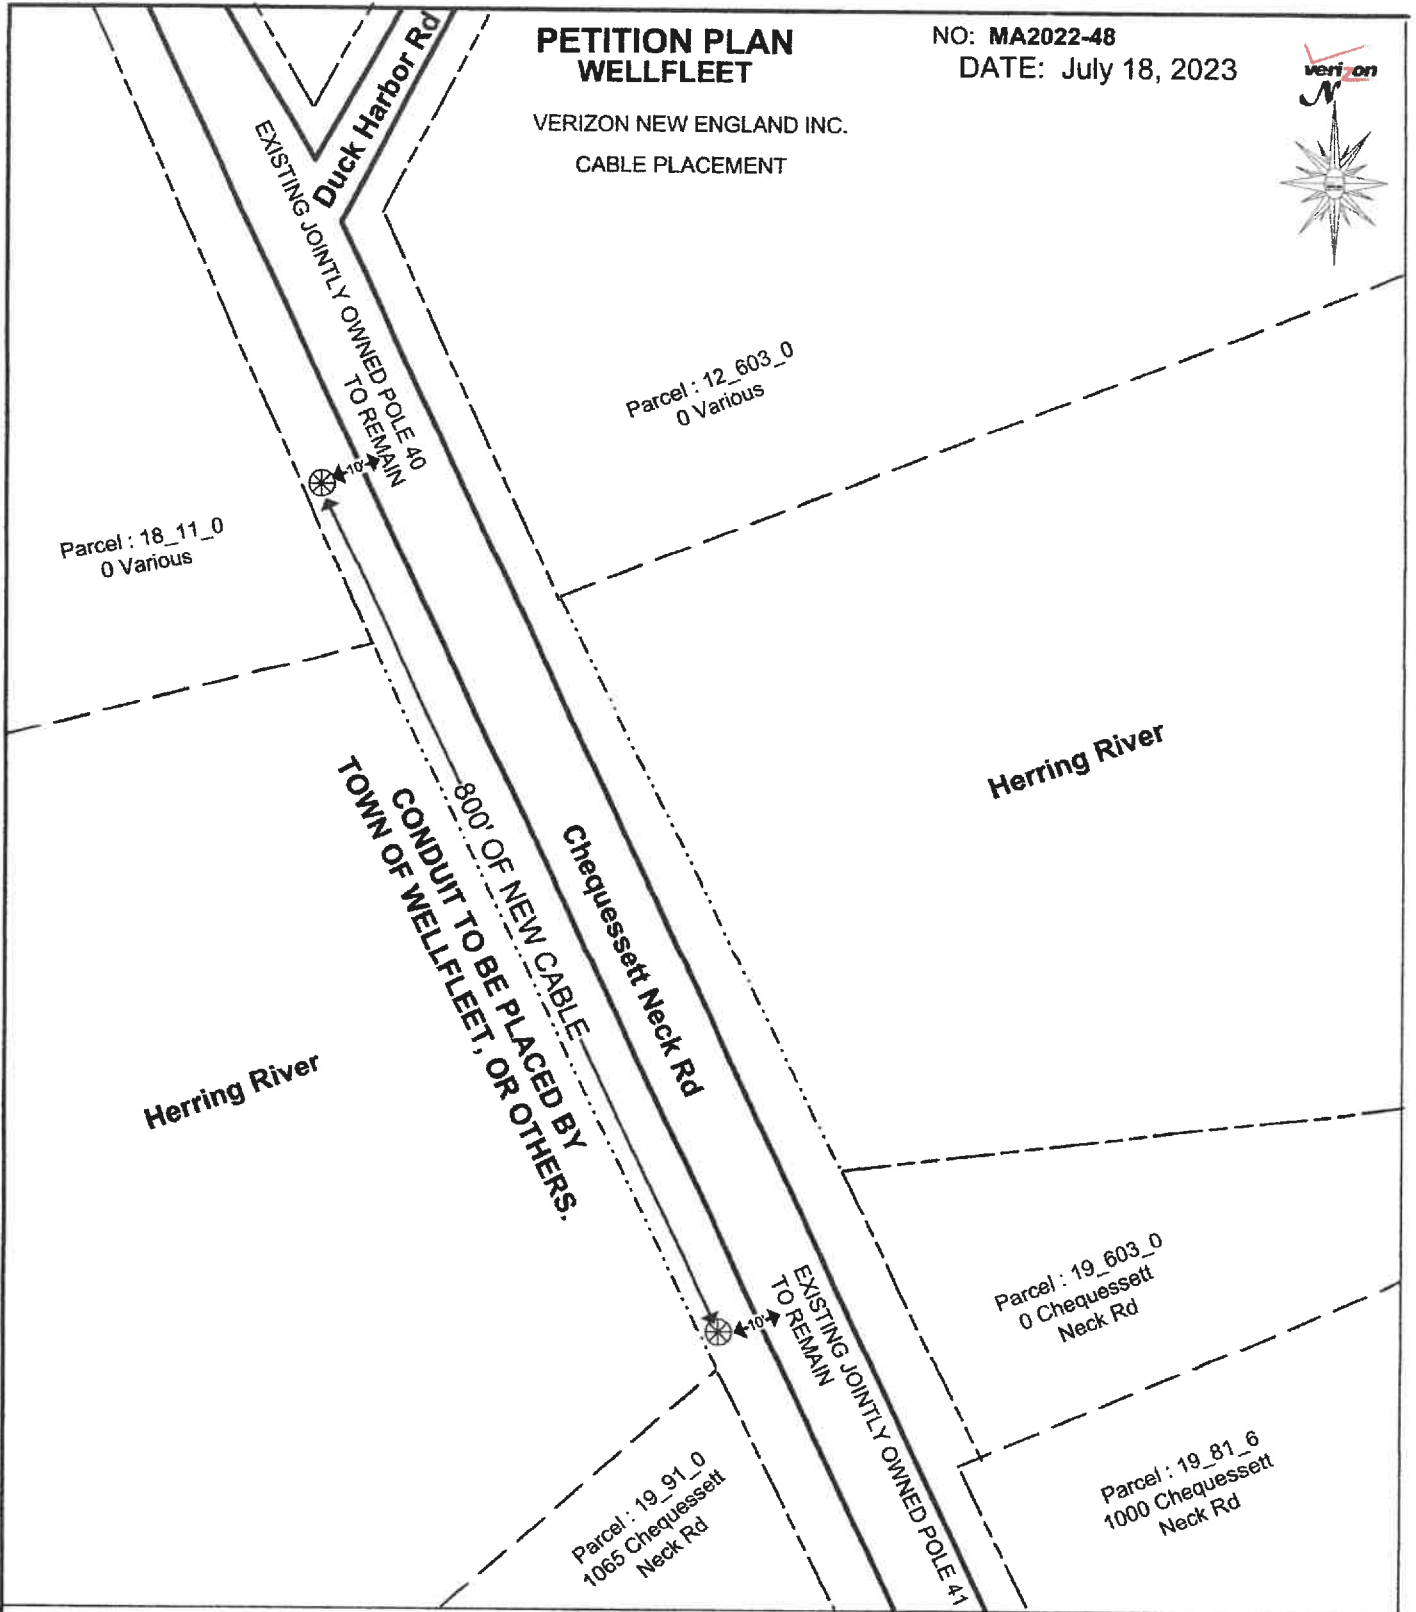 PETITION PLAN
WELLFLEET
VERIZON NEW ENGLAND INC.
CABLE PLACEMENT
NO: MA2022-48
DATE: July 18, 2023
verizon
N
Duck Harbor Rd
EXISTING JOINTLY OWNED POLE 40
TO REMAIN
10'
Parcel : 12_603_0
0 Various
Parcel : 18_11_0
0 Various
Herring River
800' OF NEW CABLE
CONDUIT TO BE PLACED BY
TOWN OF WELLFLEET, OR OTHERS.
Chequessett Neck Rd
Herring River
10'
EXISTING JOINTLY OWNED POLE 41
TO REMAIN
Parcel : 19_603_0
0 Chequessett
Neck Rd
Parcel : 19_91_0
1065 Chequessett
Neck Rd
Parcel : 19_81_6
1000 Chequessett
Neck Rd